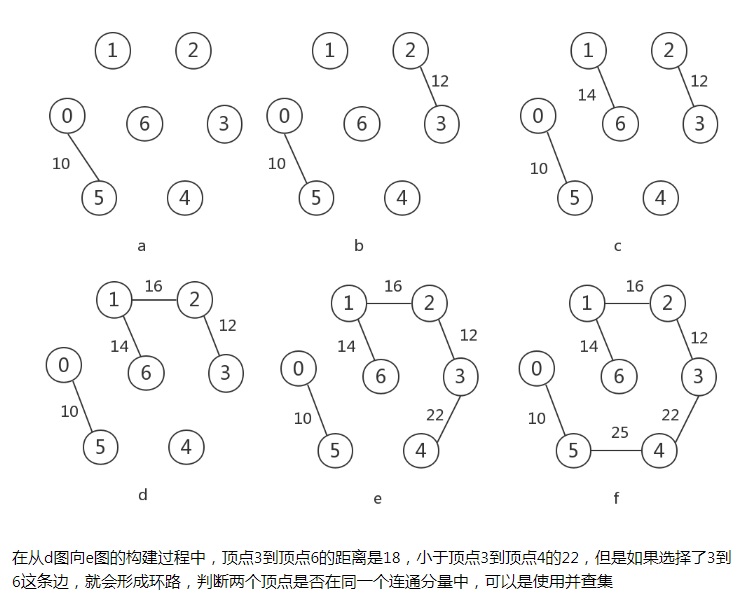 1 2 1 2 1 2
12 14 12
0 6 3 0 6 3 0 6 3
10 10 10
5 4 5 4 5 4
a b c
16 16 16
1 2 1 2 1 2
12 12 12
14 14 14
0 6 3 0 6 3 0 6 3
10 10 22 10 22
25
5 4 5 4 5 4
d e f
在从d图向e图的构建过程中，顶点3到顶点6的距离是18，小于顶点3到顶点4的22，但是如果选择了3到
6这条边，就会形成环路，判断两个顶点是否在同一个连通分量中，可以是使用并查集